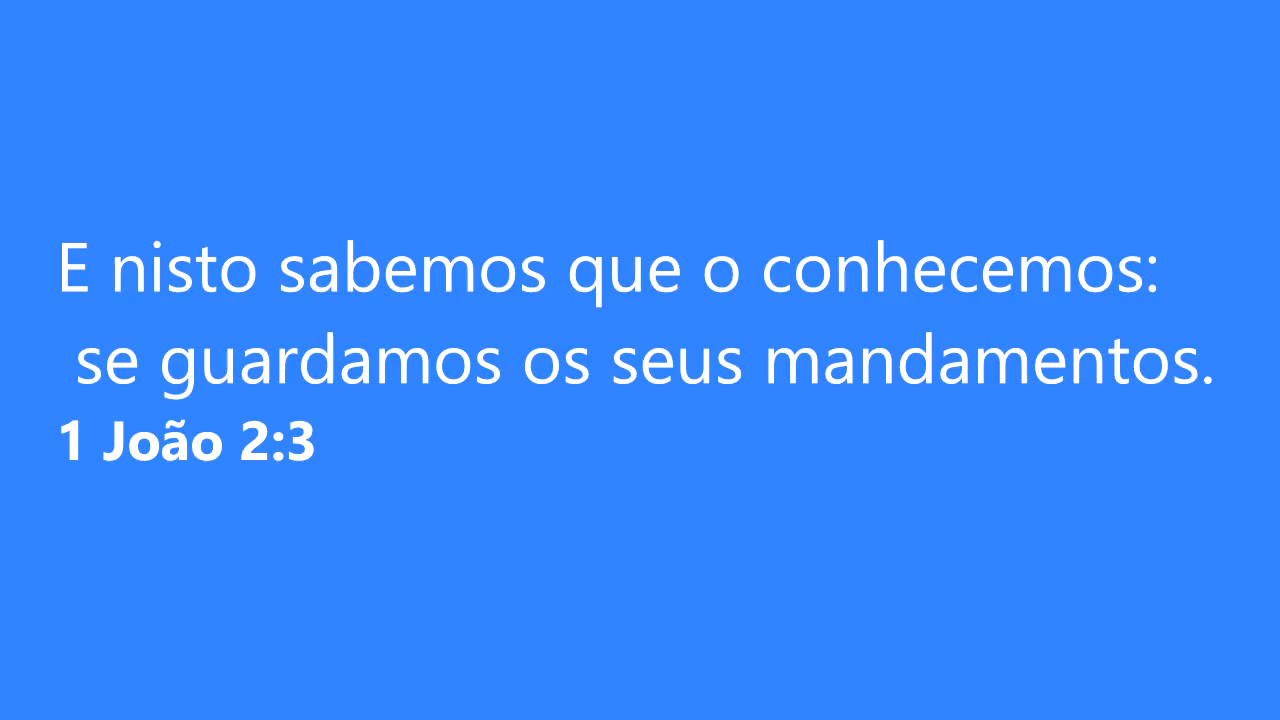 E nisto sabemos que o conhecemos:
se guardamos os seus mandamentos.
1 João 2:3